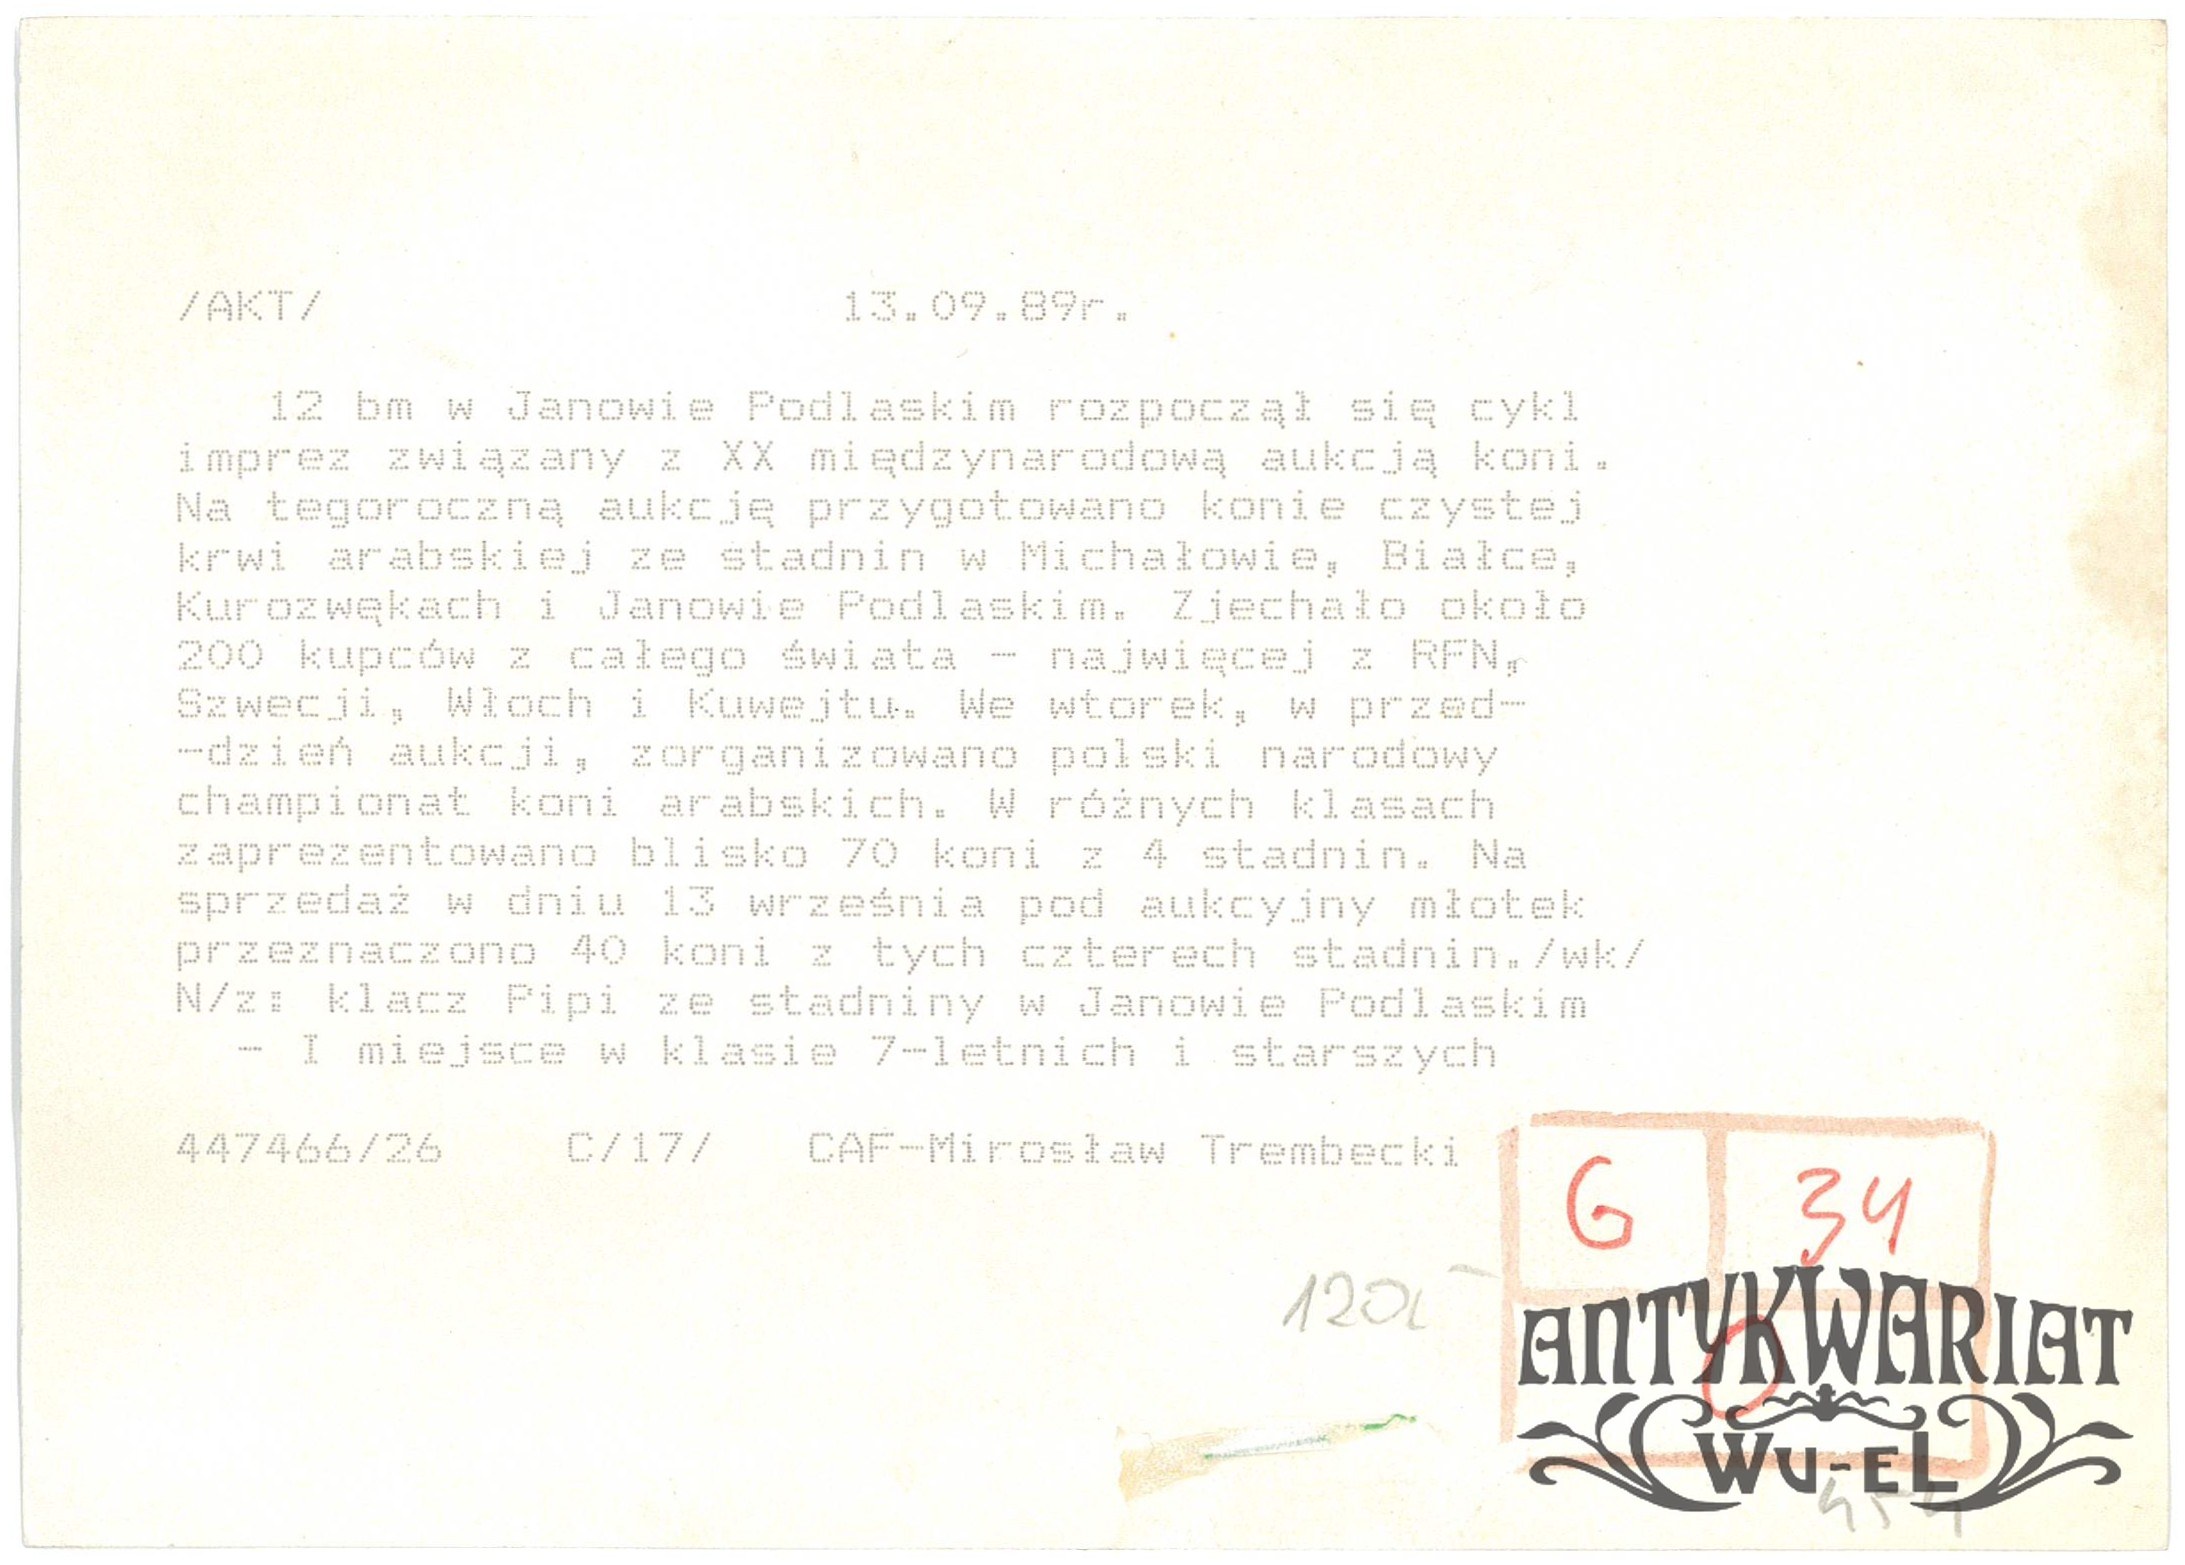 /AKT/ 13.09.89r.
12 bm w Janowie Podlaskim rozpoczął się cykl
imprez związany z XX międzynarodową aukcją koni.
Na tegoroczną aukcję przygotowano konie czystej
krwi arabskiej ze stadnin w Michałowie, Białce,
Kurozwękach i Janowie Podlaskim. Zjechało około
200 kupców z całego świata - najwięcej z RFN,
Szwecji, Włoch i Kuwejtu. We wtorek, w przed-
-dzień aukcji, zorganizowano polski narodowy
championat koni arabskich. W różnych klasach
zaprezentowano blisko 70 koni z 4 stadnin. Na
sprzedaż w dniu 13 września pod aukcyjny młotek
przeznaczono 40 koni z tych czterech stadnin./wk/
N/z: klacz Pipi ze stadniny w Janowie Podlaskim
- I miejsce w klasie 7-letnich i starszych
447466/26 C/17/ CAF-Mirosław Trembecki
G 34
ANTYKWARIAT
WU-EL